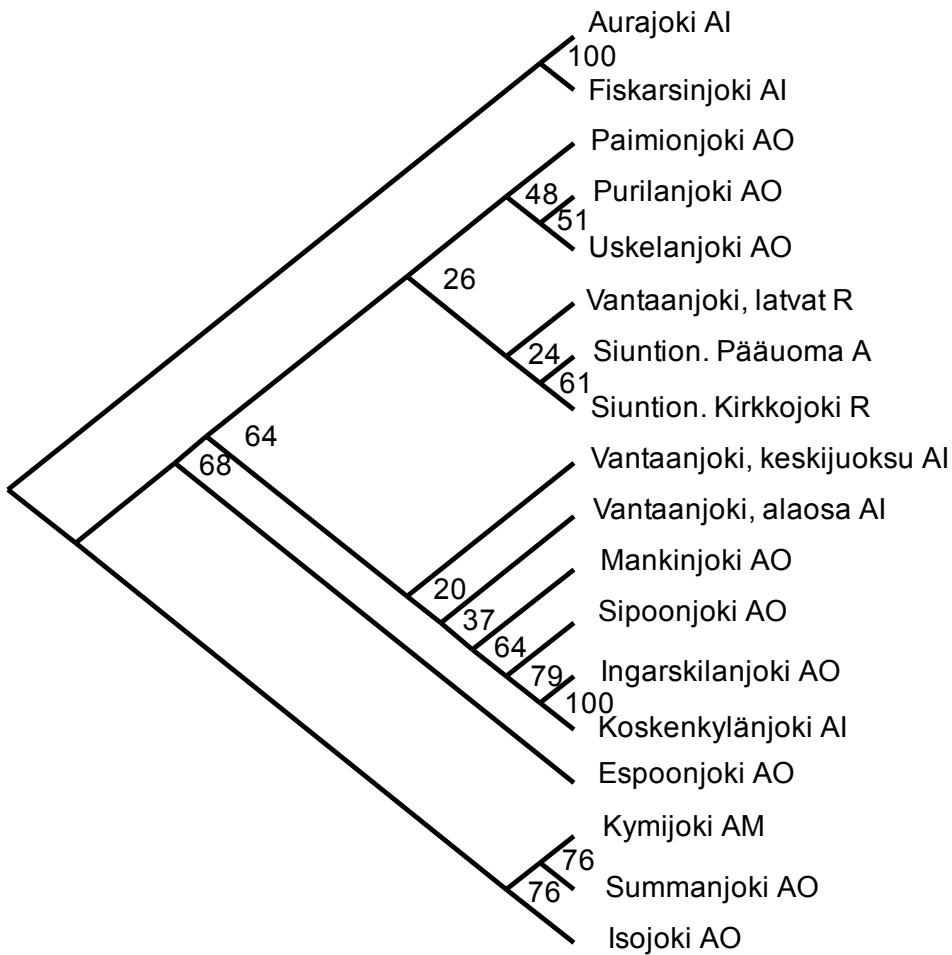 Aurajoki AI
100
Fiskarsinjoki AI
Paimionjoki AO
48
Purilanjoki AO
51
Uskelanjoki AO
26
Vantaanjoki, latvat R
24
Siuntion. Pääuoma A
61
Siuntion. Kirkkojoki R
64
68
Vantaanjoki, keskijuoksu AI
Vantaanjoki, alaosa AI
Mankinjoki AO
20
Sipoonjoki AO
37
64
Ingarskilanjoki AO
79
100
Koskenkylänjoki AI
Espoonjoki AO
Kymijoki AM
76
Summanjoki AO
76
Isojoki AO